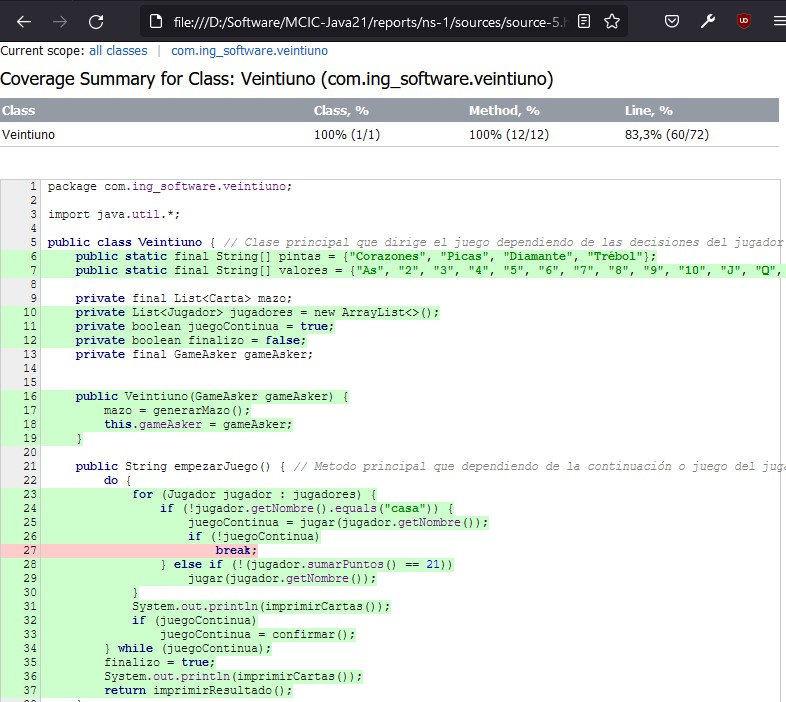 file:///D:/Software/MCIC-Java21/reports/ns-1/sources/source-5.h
Current scope: all classes | com.ing_software.veintiuno
Coverage Summary for Class: Veintiuno (com.ing_software.veintiuno)
Class Class, % Method, % Line, %
Veintiuno 100% (1/1) 100% (12/12) 83,3% (60/72)
1 package com.ing_software.veintiuno;
2
3 import java.util.*;
4
5 public class Veintiuno { // Clase principal que dirige el juego dependiendo de las decisiones del jugador
6 public static final String[] pintas = {"Corazones", "Picas", "Diamante", "Trébol"};
7 public static final String[] valores = {"As", "2", "3", "4", "5", "6", "7", "8", "9", "10", "J", "Q",
8
9 private final List<Carta> mazo;
10 private List<Jugador> jugadores = new ArrayList<>();
11 private boolean juegoContinua = true;
12 private boolean finalizo = false;
13 private final GameAsker gameAsker;
14
15
16 public Veintiuno(GameAsker gameAsker) {
17 mazo = generarMazo();
18 this.gameAsker = gameAsker;
19 }
20
21 public String empezarJuego() { // Metodo principal que dependiendo de la continuación o juego del juga
22 do {
23 for (Jugador jugador : jugadores) {
24 if (!jugador.getNombre().equals("casa")) {
25 juegoContinua = jugar(jugador.getNombre());
26 if (!juegoContinua)
27 break;
28 } else if (!(jugador.sumarPuntos() == 21))
29 jugar(jugador.getNombre());
30 }
31 System.out.println(imprimirCartas());
32 if (juegoContinua)
33 juegoContinua = confirmar();
34 } while (juegoContinua);
35 finalizo = true;
36 System.out.println(imprimirCartas());
37 return imprimirResultado();